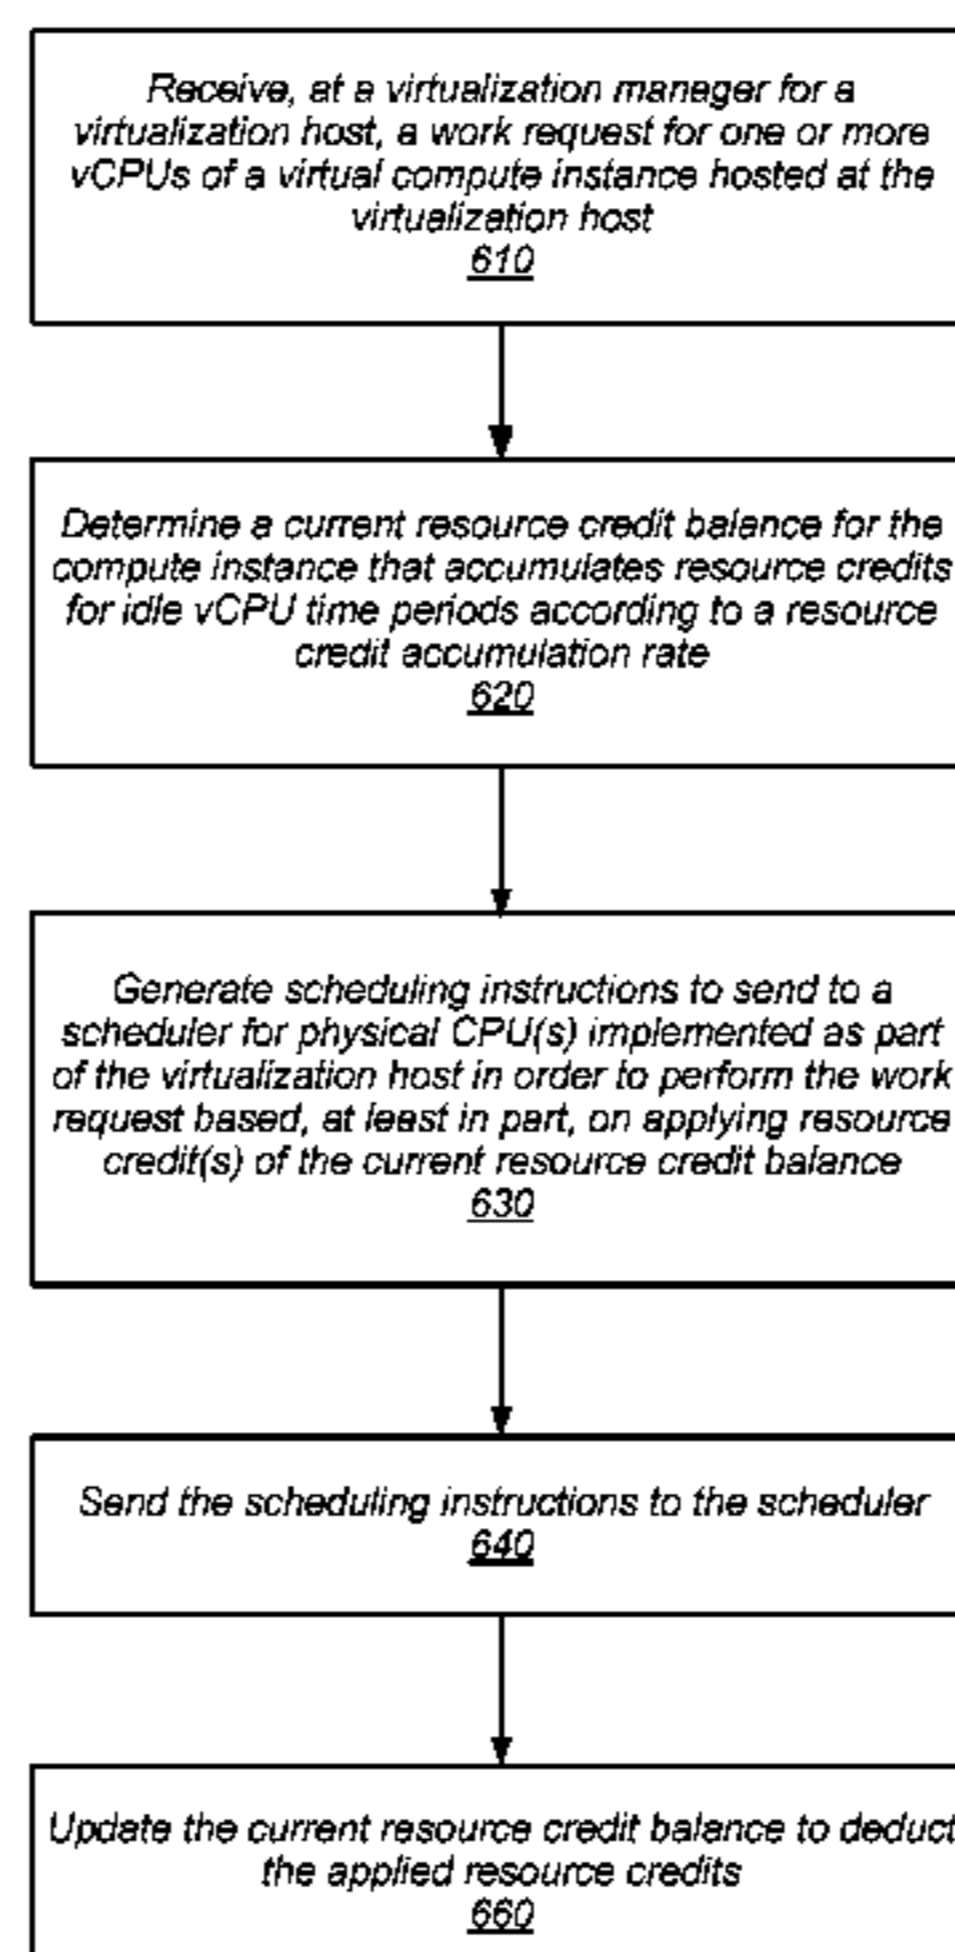 Receive, at a virtualization manager for a
virtualization host, a work request for one or more
vCPUs of a virtual compute instance hosted at the
virtualization host
610
Determine a current resource credit balance for the
compute instance that accumulates resource credits
for idle vCPU time periods according to a resource
credit accumulation rate
620
Generate scheduling instructions to send to a
scheduler for physical CPU(s) implemented as part
of the virtualization host in order to perform the work
request based, at least in part, on applying resource
credit(s) of the current resource credit balance
630
Send the scheduling instructions to the scheduler
640
Update the current resource credit balance to deduct
the applied resource credits
660